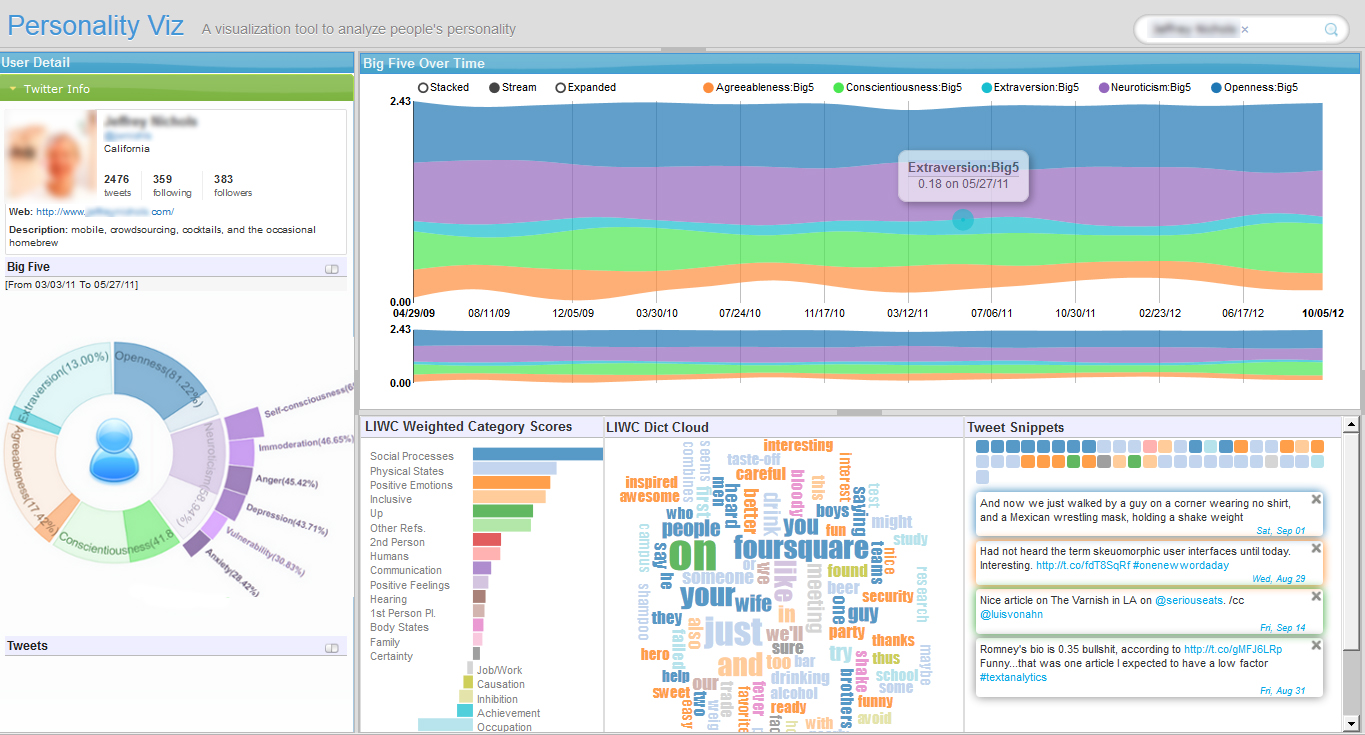 Personality Viz
A visualization tool to analyze people's personality
×
User Detail
Twitter Info
California
2476 359 383
tweets following followers
Web: http://www. .com/
Description: mobile, crowdsourcing, cocktails, and the occasional
homebrew
Big Five
[From 03/03/11 To 05/27/11]
Openness(81.22%)
Extraversion(13.00%)
Agreeableness(17.42%)
Conscientiousness(41.8
Neuroticism(50.94%)
Self-consciousness(6
Immoderation(46.65%)
Anger(45.42%)
Depression(43.71%)
Vulnerability(30.83%)
Anxiety(28.42%)
Tweets
Big Five Over Time
Stacked Stream Expanded Agreeableness:Big5 Conscientiousness:Big5 Extraversion:Big5 Neuroticism:Big5 Openness:Big5
2.43
Extraversion:Big5
0.18 on 05/27/11
0.00
04/29/09 08/11/09 12/05/09 03/30/10 07/24/10 11/17/10 03/12/11 07/06/11 10/30/11 02/23/12 06/17/12 10/05/12
2.43
0.00
LIWC Weighted Category Scores
Social Processes
Physical States
Positive Emotions
Inclusive
Up
Other Refs.
2nd Person
Humans
Communication
Positive Feelings
Hearing
1st Person Pl.
Body States
Family
Certainty
Job/Work
Causation
Inhibition
Achievement
Occupation
LIWC Dict Cloud
interesting
combines seems taste-off
inspired careful bloody this interest
awesome first men heard better drink saying test
who people you boys might
campus on fun study
say foursquare teams nice
he someone or we like meeting found research
shampoo your wife beer security
they in one guy
also just we'll party thanks
hero failed sure try thus maybe
and too bar shake
help our drinking school
sweet two trade fever alcohol brothers some
easy weig favorite ready funny
fac ho with avoid
Tweet Snippets
And now we just walked by a guy on a corner wearing no shirt,
and a Mexican wrestling mask, holding a shake weight
Sat, Sep 01
Had not heard the term skeuomorphic user interfaces until today.
Interesting. http://t.co/fdT8SqRf #onenewwordaday
Wed, Aug 29
Nice article on The Varnish in LA on @seriouseats. /cc
@luisvonahn
Fri, Sep 14
Romney's bio is 0.35 bullshit, according to http://t.co/gMFJ6LRp
Funny...that was one article I expected to have a low factor
#textanalytics
Fri, Aug 31